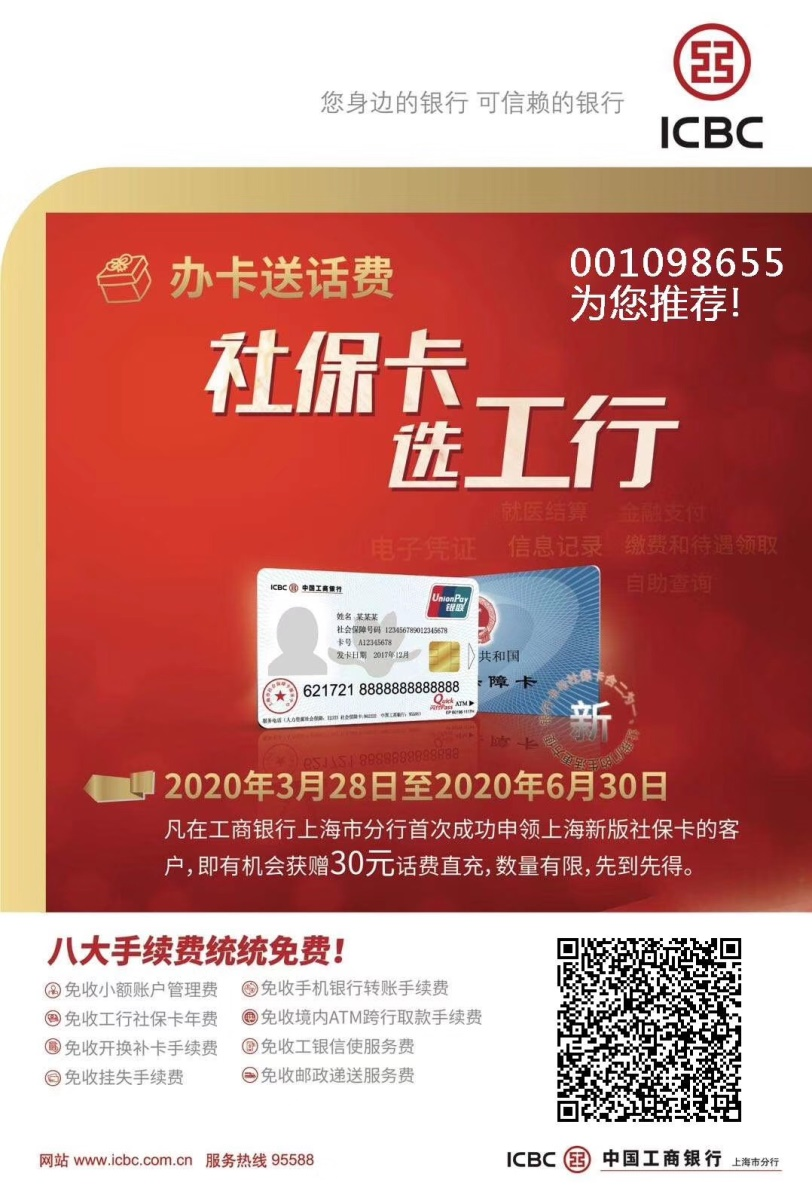 您身边的银行 可信赖的银行
ICBC
办卡送话费
001098655
为您推荐!
社保卡
选工行
就医结算 金融支付
电子凭证 信息记录 缴费和待遇领取
自助查询
ICBC 中国工商银行
UnionPay
银联
姓名 某某某
社会保障号码 123456789012345678
卡号 A12345678
发卡日期 2017年12月
共和国
障卡
621721 8888888888888
Quick
ATM
新
2020年3月28日至2020年6月30日
凡在工商银行上海市分行首次成功申领上海新版社保卡的客
户,即有机会获赠30元话费直充,数量有限,先到先得。
八大手续费统统免费!
免收小额账户管理费 免收手机银行转账手续费
免收工行社保卡年费 免收境内ATM跨行取款手续费
免收开换补卡手续费 免收工银信使服务费
免收挂失手续费 免收邮政递送服务费
网站 www.icbc.com.cn 服务热线 95588
ICBC 中国工商银行 上海市分行